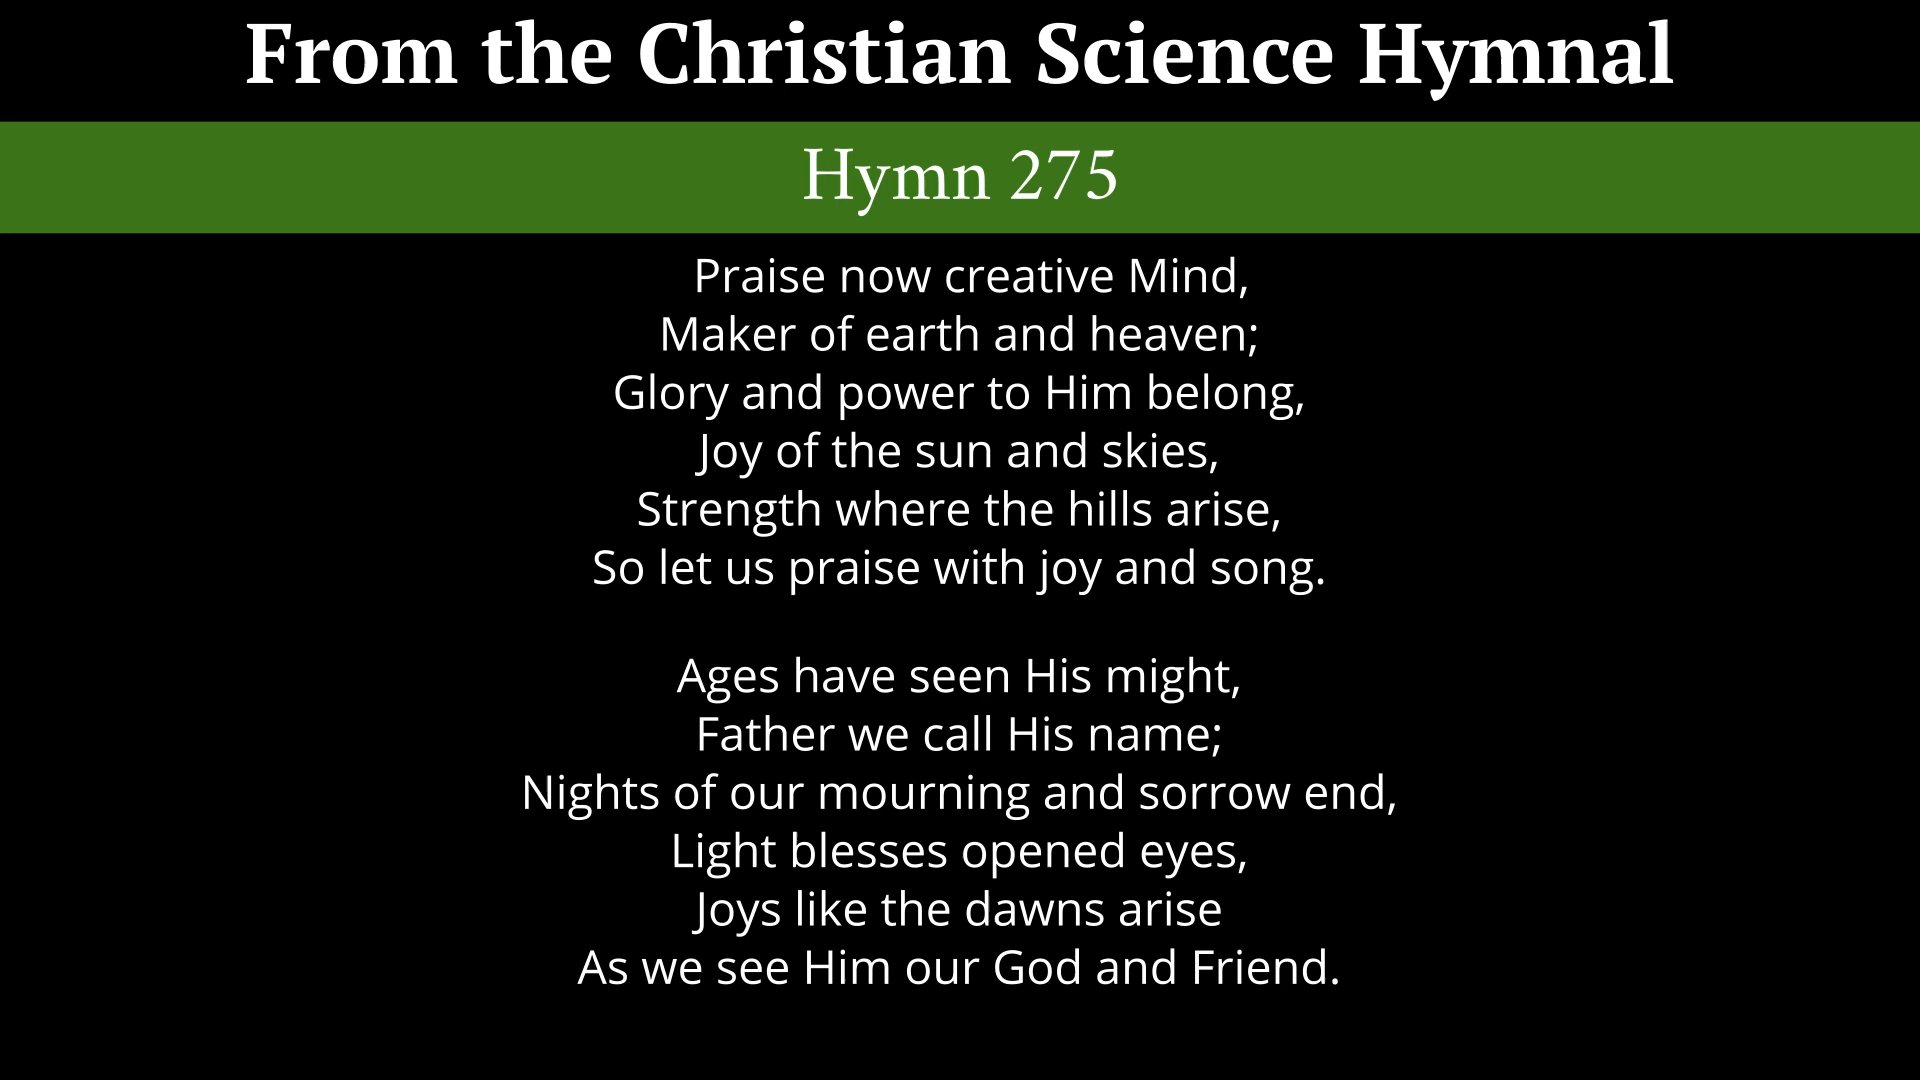 From the Christian Science Hymnal
Hymn 275
Praise now creative Mind,
Maker of earth and heaven;
Glory and power to Him belong,
Joy of the sun and skies,
Strength where the hills arise,
So let us praise with joy and song.
Ages have seen His might,
Father we call His name;
Nights of our mourning and sorrow end,
Light blesses opened eyes,
Joys like the dawns arise
As we see Him our God and Friend.